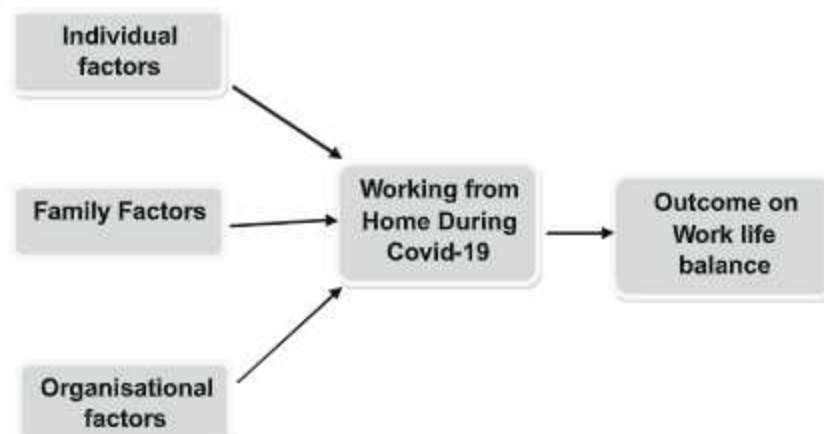 Individual
factors
Family Factors
Working from
Home During
Covid-19
Outcome on
Work life
balance
Organisational
factors